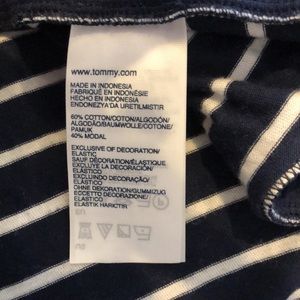 www.tommy.com
MADE IN INDONESIA
FABRIQUÉ EN INDONÉSIE
HECHO EN INDONESIA
ENDONEZYA'DA URETILMISTIR
60% COTTON/COTON/ALGODÓN/
ALGODÃO/BAUMWOLLE/COTONE/
PAMUK
40% MODAL
EXCLUSIVE OF DECORATION/
ELASTIC
SAUF DÉCORATION/ÉLASTIQUE
EXCLUYE LA DECORACIÓN/
ELÁSTICO
EXCLUINDO DECORAÇÃO/
ELÁSTICO
OHNE DEKORATION/GUMMIZUG
ECCETTO DECORAZIONE/
ELASTICO
ELASTIK HARICTIR